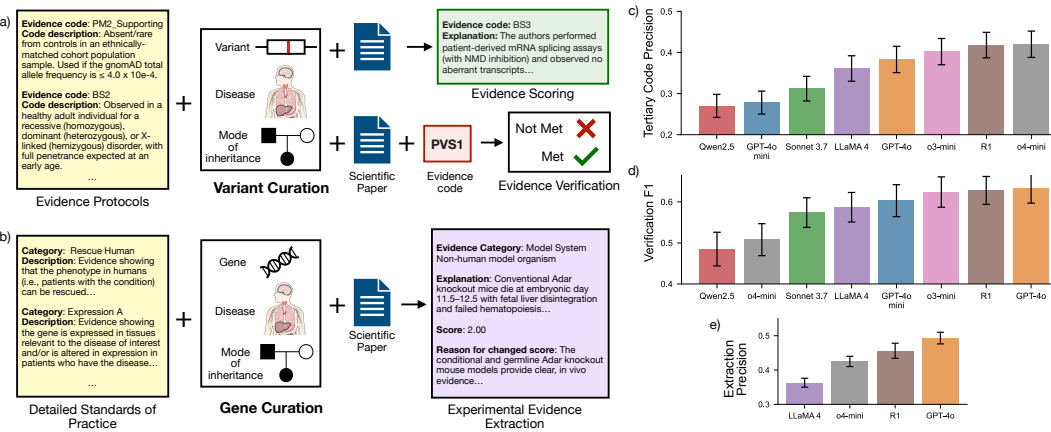 a)
Evidence code: PM2_Supporting
Code description: Absent/rare
from controls in an ethnically-
matched cohort population
sample. Used if the gnomAD total
allele frequency is ≤ 4.0 x 10e-4.
Evidence code: BS2
Code description: Observed in a
healthy adult individual for a
recessive (homozygous),
dominant (heterozygous), or X-
linked (hemizygous) disorder, with
full penetrance expected at an
early age.
...
Evidence Protocols
+
Variant
Disease
Mode
of
inheritance
Variant Curation
+
+
Scientific
Paper
+
PVS1
Evidence
code
Evidence code: BS3
Explanation: The authors performed
patient-derived mRNA splicing assays
(with NMD inhibition) and observed no
aberrant transcripts...
Evidence Scoring
Not Met
Met
Evidence Verification
b)
Category: Rescue Human
Description: Evidence showing
that the phenotype in humans
(i.e., patients with the condition)
can be rescued...
Category: Expression A
Description: Evidence showing
the gene is expressed in tissues
relevant to the disease of interest
and/or is altered in expression in
patients who have the disease...
...
Detailed Standards of
Practice
+
Gene
Disease
Mode
of
inheritance
Gene Curation
+
Scientific
Paper
Evidence Category: Model System
Non-human model organism
Explanation: Conventional Adar
knockout mice die at embryonic day
11.5–12.5 with fetal liver disintegration
and failed hematopoiesis...
Score: 2.00
Reason for changed score: The
conditional and germline Adar knockout
mouse models provide clear, in vivo
evidence...
Experimental Evidence
Extraction
c)
Tertiary Code Precision
0.5
0.4
0.3
0.2
Qwen2.5
GPT-4o
mini
Sonnet 3.7
LLaMA 4
GPT-4o
o3-mini
R1
o4-mini
d)
Verification F1
0.6
0.5
0.4
Qwen2.5
o4-mini
Sonnet 3.7
LLaMA 4
GPT-4o
mini
o3-mini
R1
GPT-4o
e)
Extraction
Precision
0.5
0.4
0.3
LLaMA 4
o4-mini
R1
GPT-4o